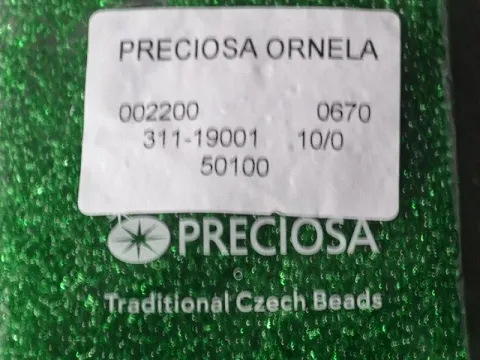 PRECIOSA ORNELA
002200 0670
311-19001 10/0
50100
PRECIOSA
Traditional Czech Beads